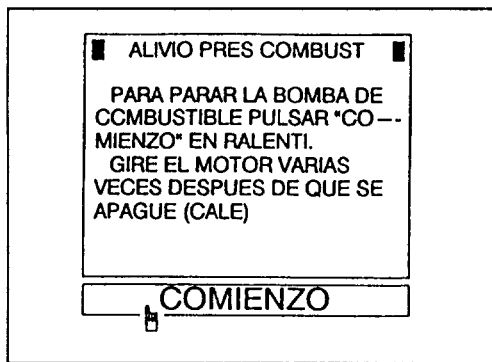 ALIVIO PRES COMBUST
PARA PARAR LA BOMBA DE
CCMBUSTIBLE PULSAR "CO—-
MIENZO" EN RALENTI.
GIRE EL MOTOR VARIAS
VECES DESPUES DE QUE SE
APAGUE (CALE)
COMIENZO